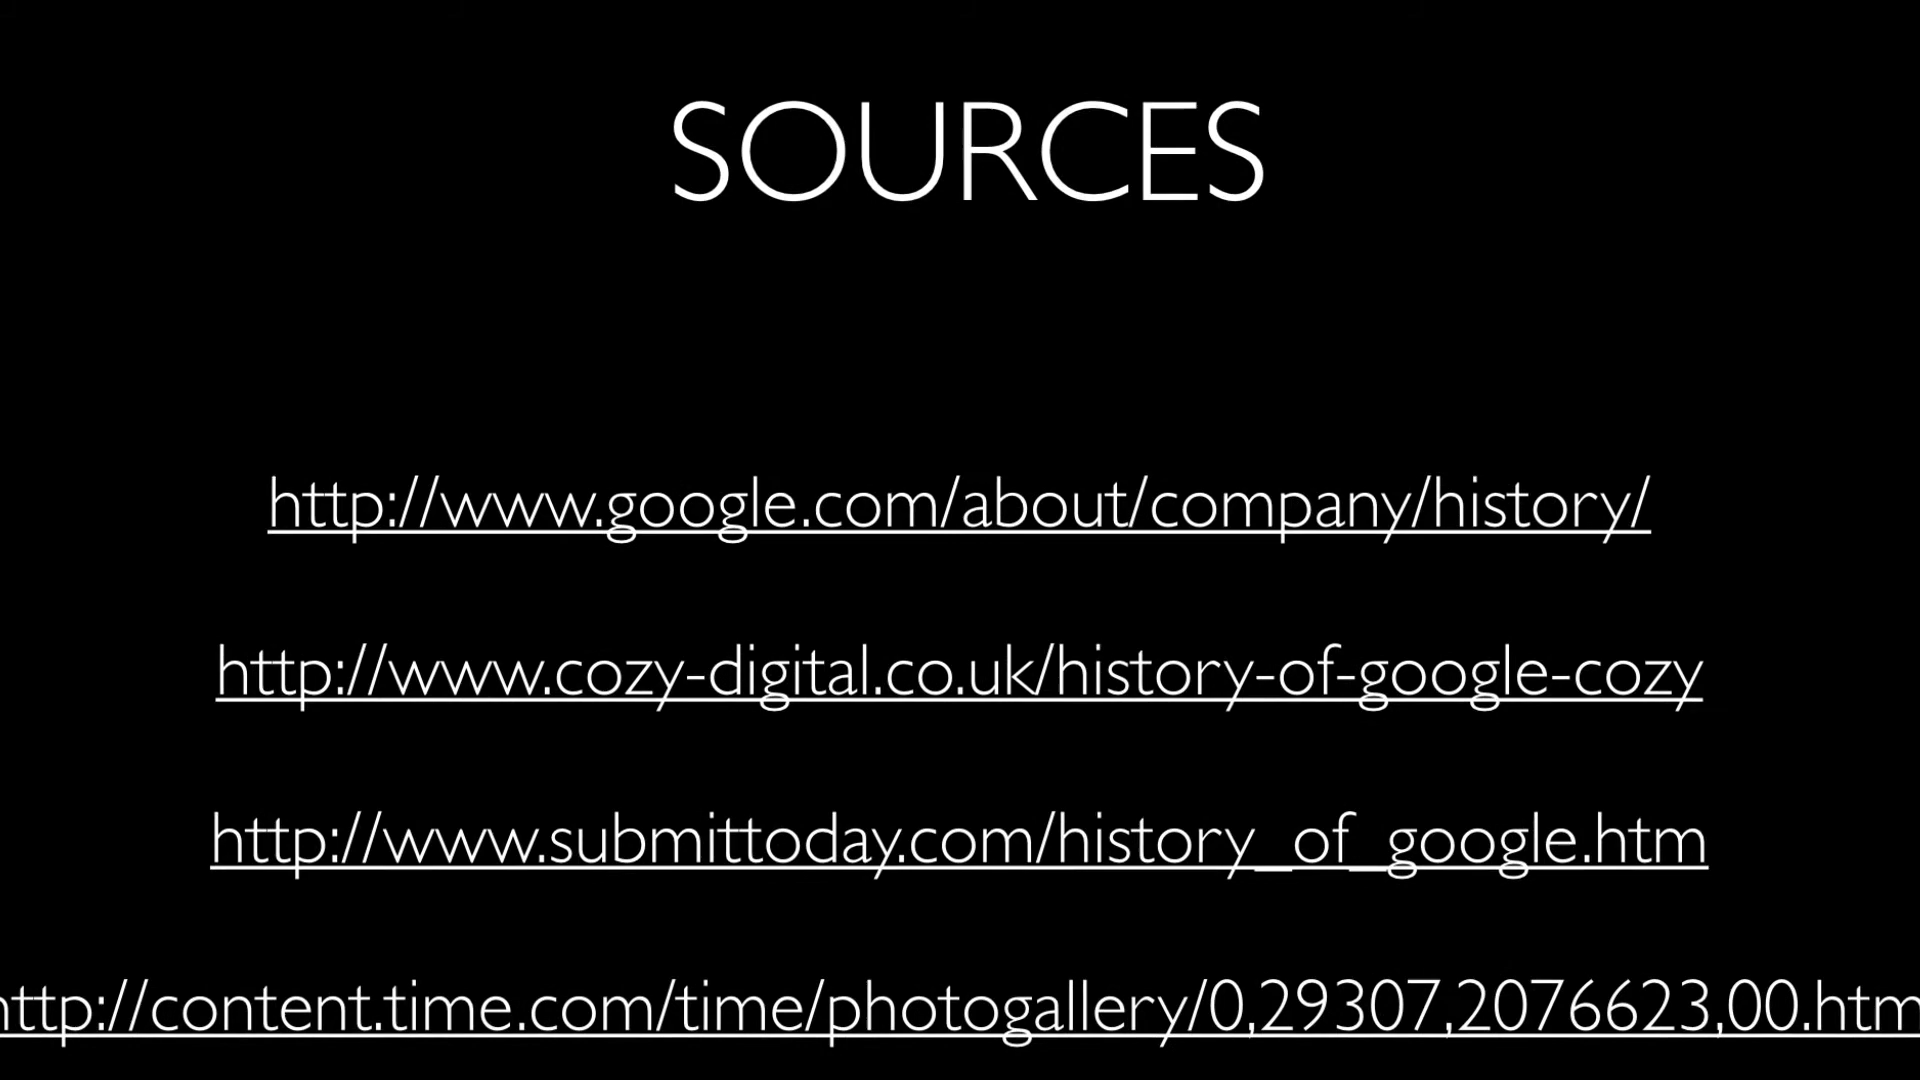 SOURCES
http://www.google.com/about/company/history/
http://www.cozy-digital.co.uk/history-of-google-cozy
http://www.submittoday.com/history_of_google.htm
http://content.time.com/time/photogallery/0,29307,2076623,00.htm